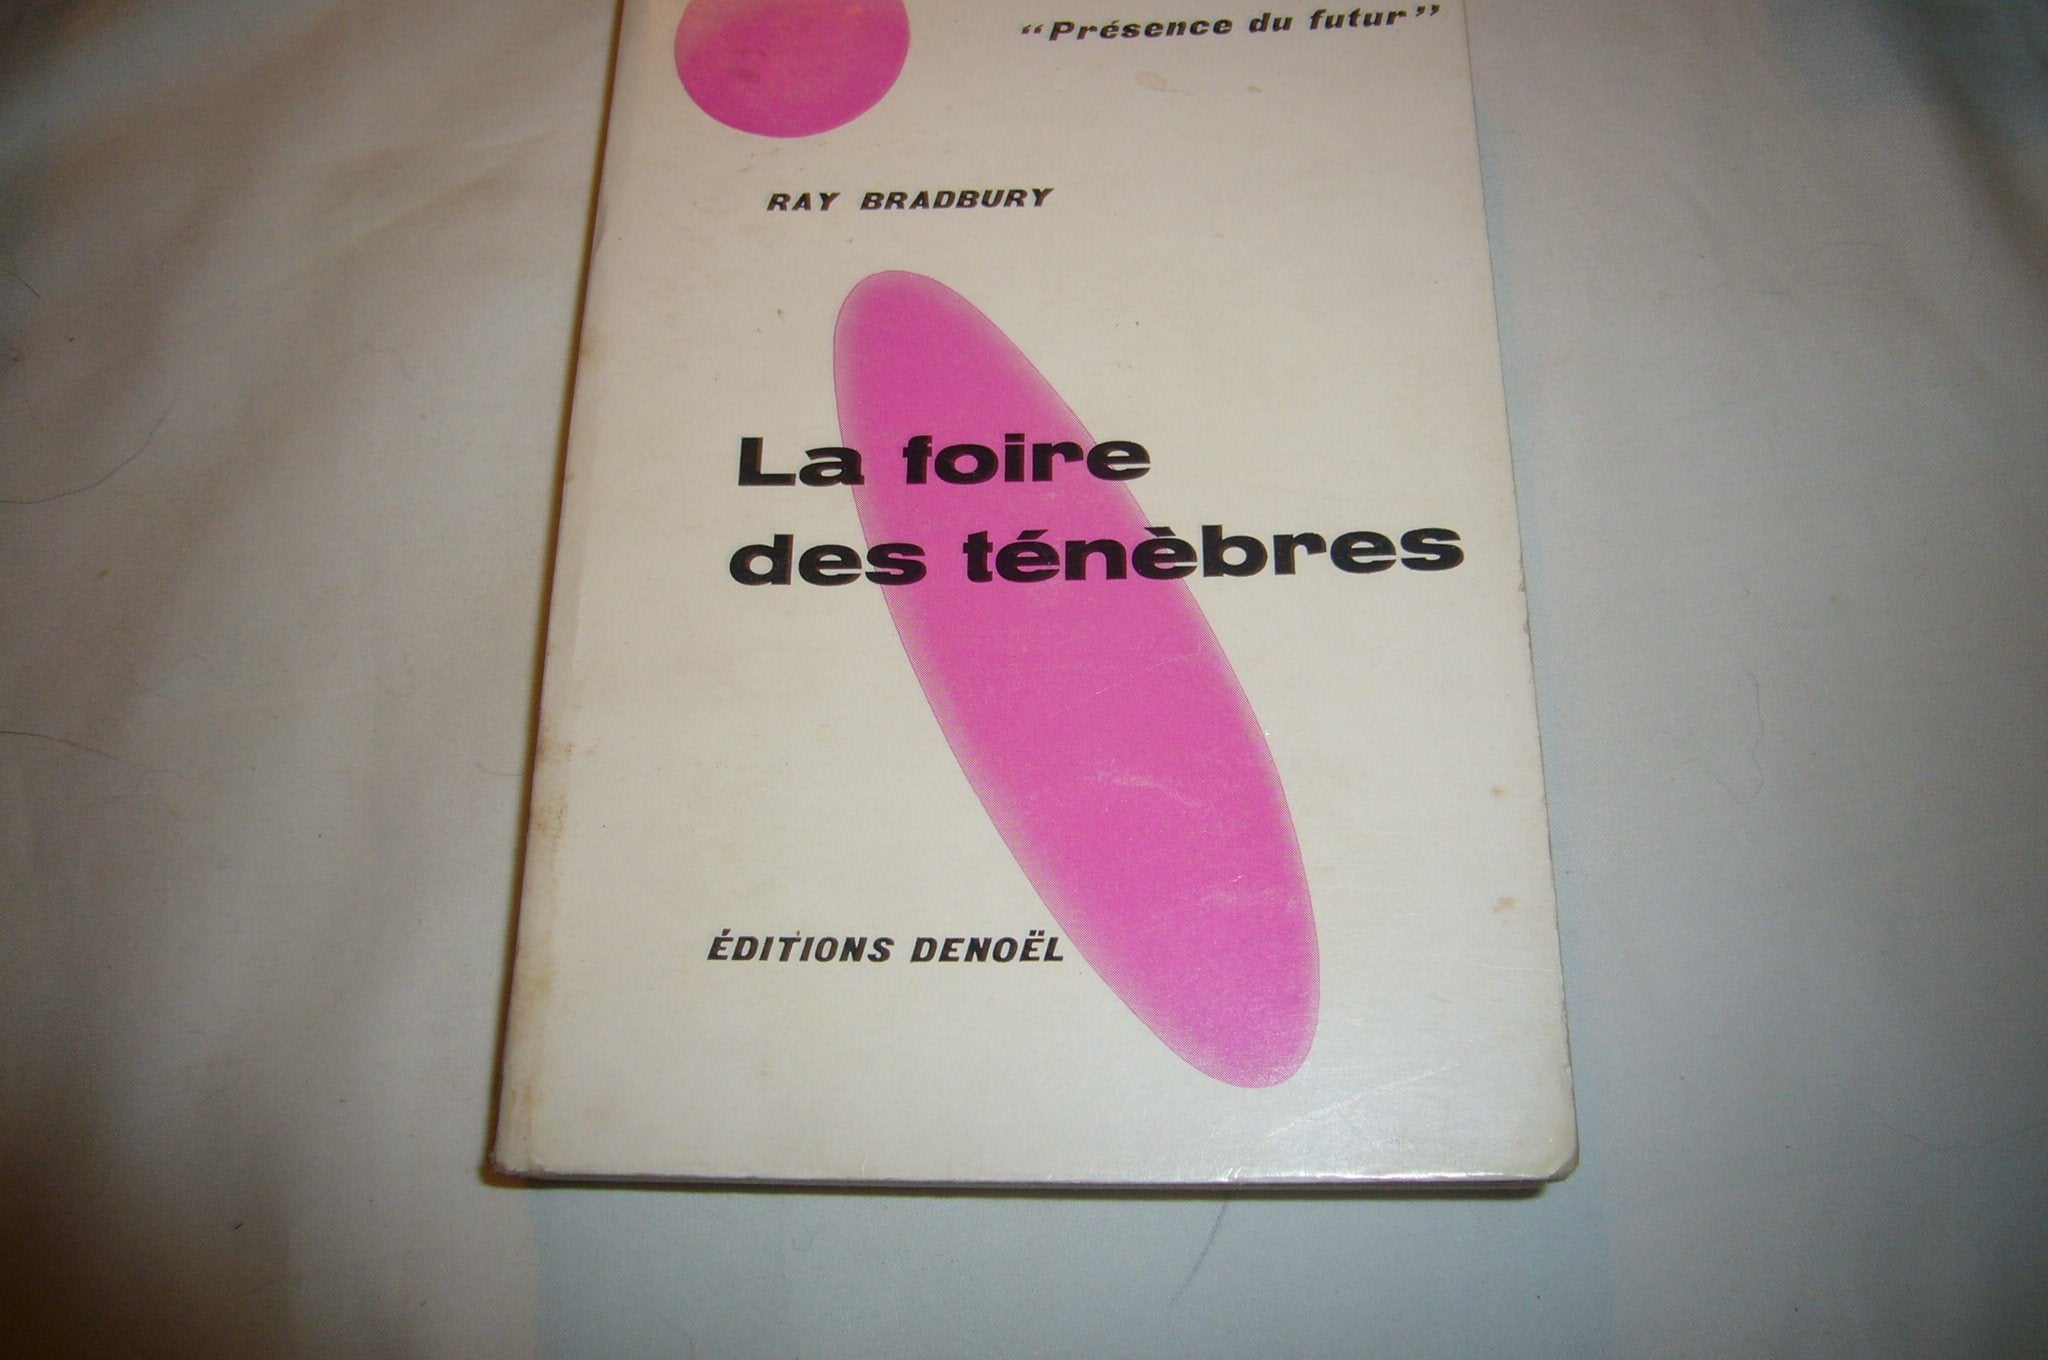 “Présence du futur”
RAY BRADBURY
La foire
des ténèbres
ÉDITIONS DENOËL